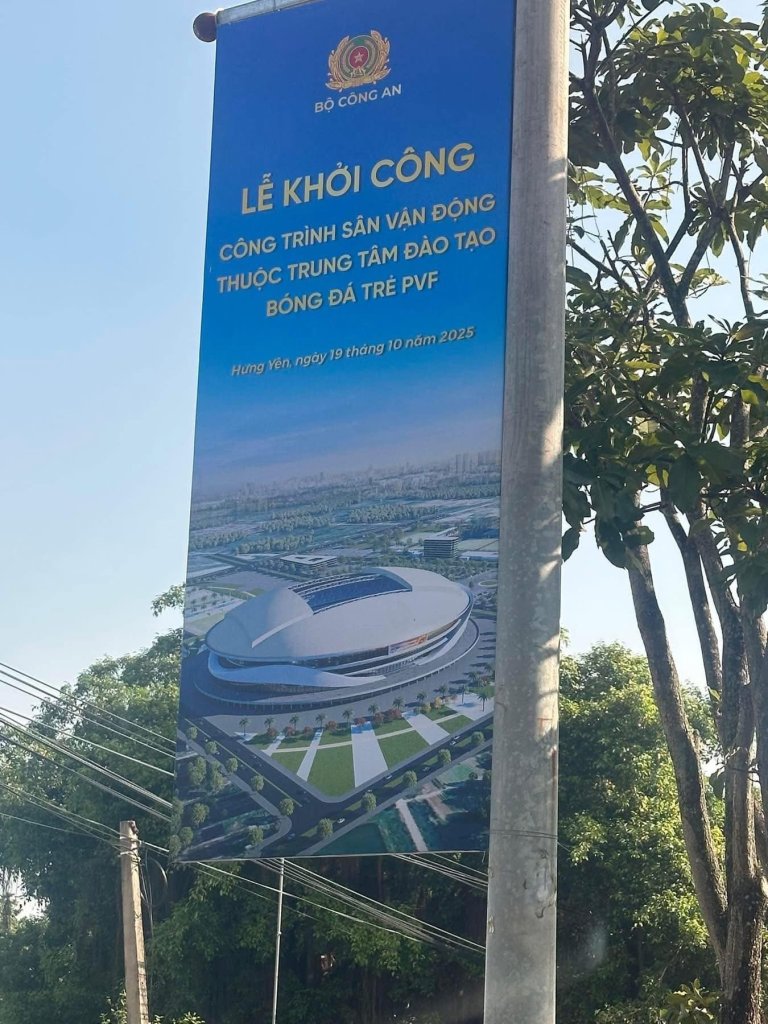 BỘ CÔNG AN
LỄ KHỞI CÔNG
CÔNG TRÌNH SÂN VẬN ĐỘNG
THUỘC TRUNG TÂM ĐÀO TẠO
BÓNG ĐÁ TRẺ PVF
Hưng Yên, ngày 19 tháng 10 năm 2025